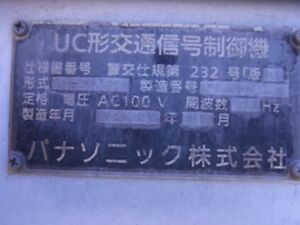 UC形交通信号制御機
仕様書番号 警交仕規第 232 号「版
形式 製造番号
定格 電圧 AC100 V 周波数 Hz
製造年月 年 月
パナソニック株式会社